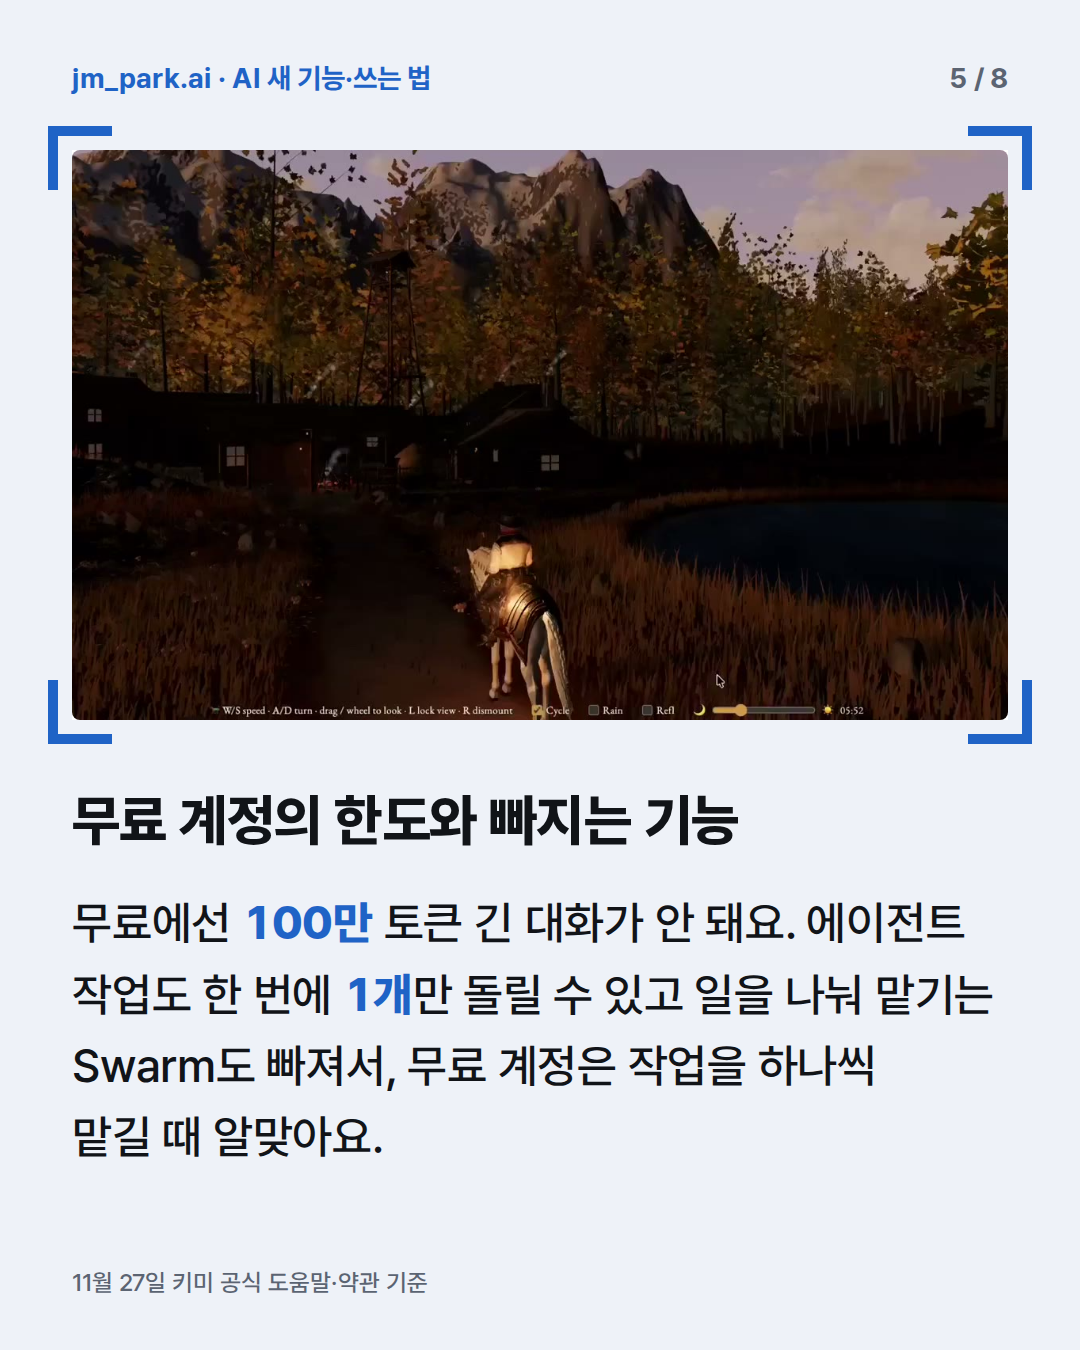 jm_park.ai · AI 새 기능·쓰는 법
5 / 8
W/S speed · A/D turn · drag / wheel to look · L lock view · R dismount Cycle Rain Refl 05:52
무료 계정의 한도와 빠지는 기능
무료에선 100만 토큰 긴 대화가 안 돼요. 에이전트
작업도 한 번에 1개만 돌릴 수 있고 일을 나눠 맡기는
Swarm도 빠져서, 무료 계정은 작업을 하나씩
맡길 때 알맞아요.
11월 27일 키미 공식 도움말·약관 기준